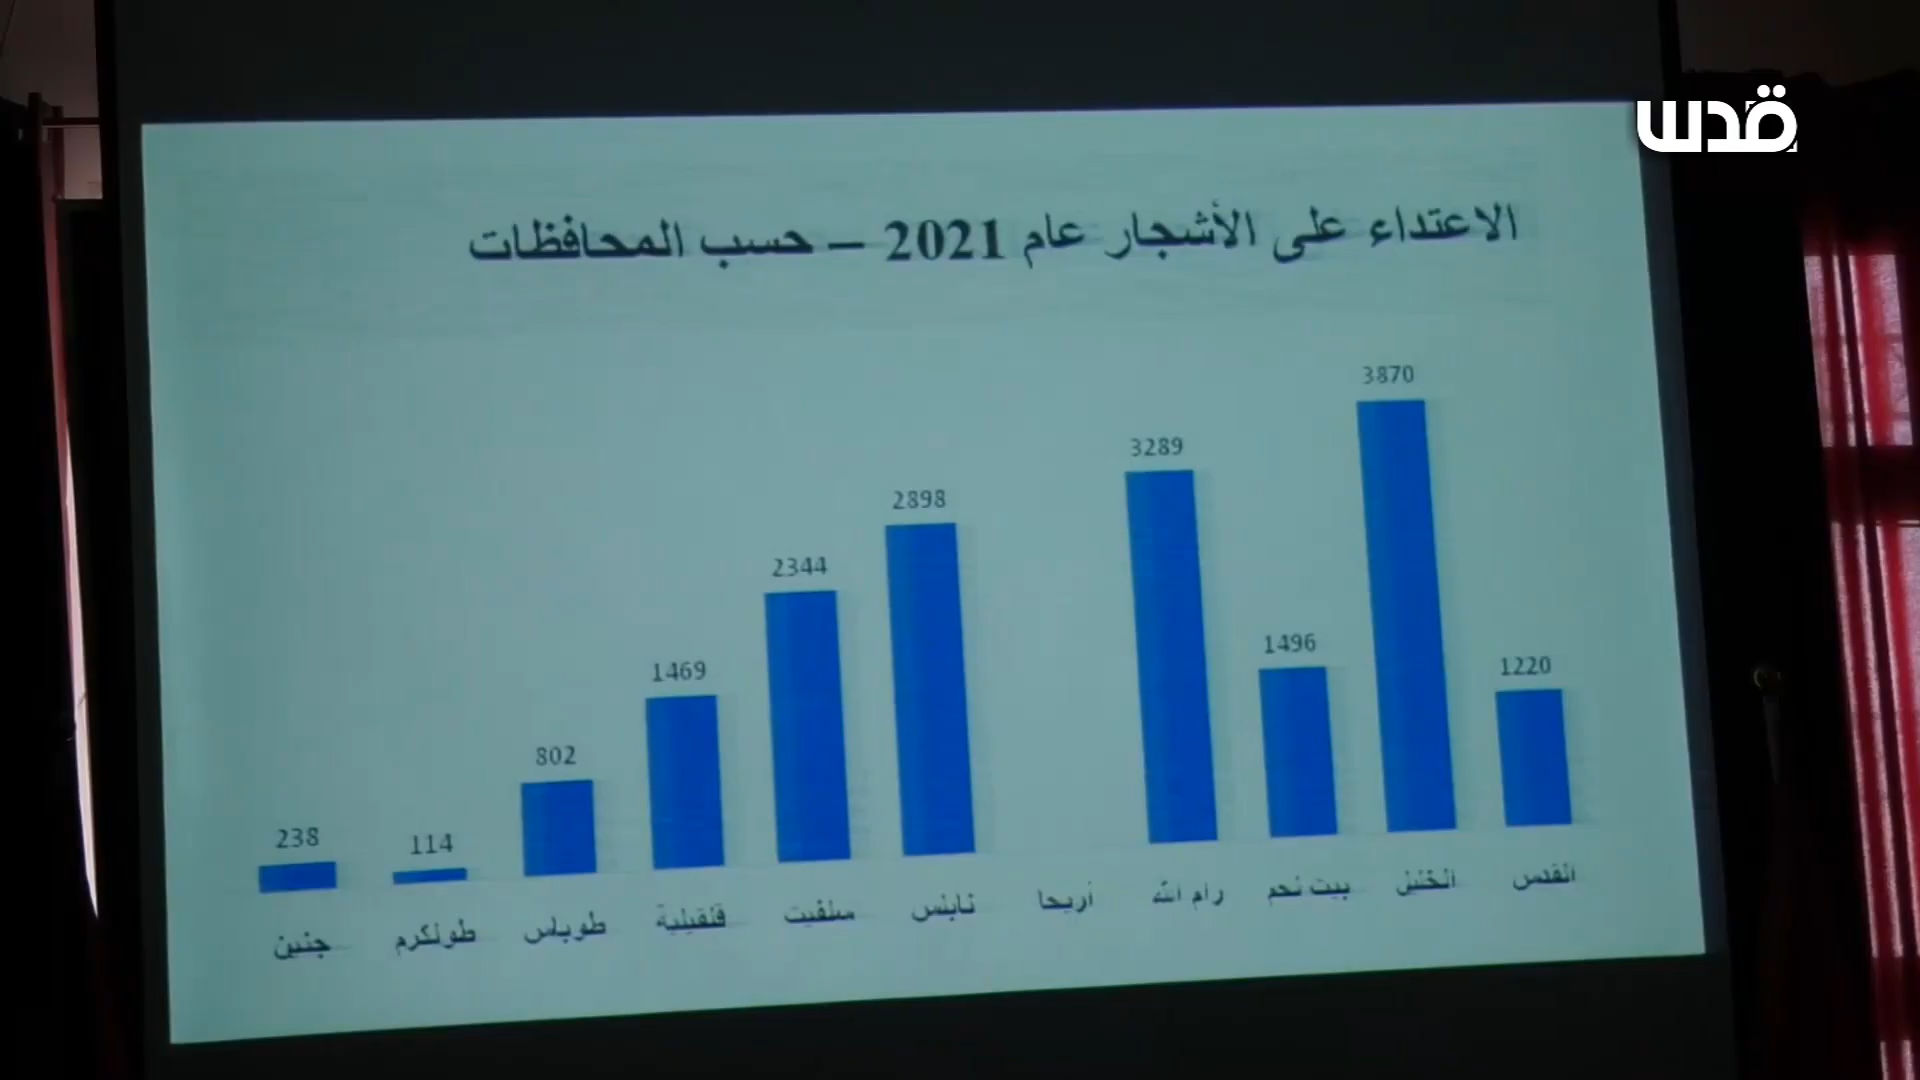 قدس
الاعتداء على الأشجار عام 2021 – حسب المحافظات
3870
3289
2898
2344
1496
1469
1220
802
238
114
القدس
الخليل
بيت لحم
رام الله
أريحا
نابلس
سلفيت
قلقيلية
طوباس
طولكرم
جنين